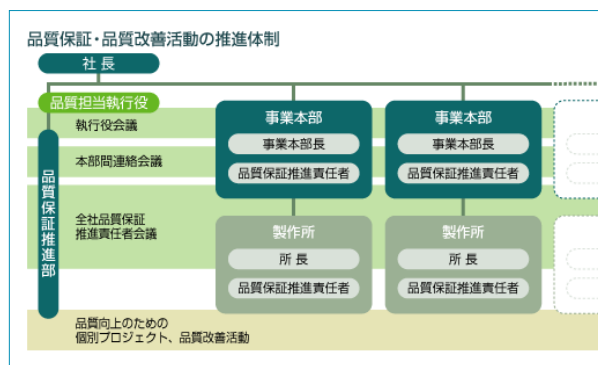 品質保証・品質改善活動の推進体制
社長
品質担当執行役
執行役会議
本部間連絡会議
品質保証推進部
全社品質保証
推進責任者会議
事業本部
事業本部長
品質保証推進責任者
製作所
所長
品質保証推進責任者
事業本部
事業本部長
品質保証推進責任者
製作所
所長
品質保証推進責任者
品質向上のための
個別プロジェクト、品質改善活動